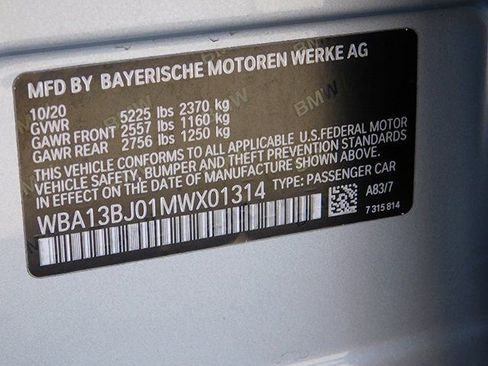 MFD BY BAYERISCHE MOTOREN WERKE AG
10/20
GVWR 5225 lbs 2370 kg
GAWR FRONT 2557 lbs 1160 kg
GAWR REAR 2756 lbs 1250 kg
THIS VEHICLE CONFORMS TO ALL APPLICABLE U.S.FEDERAL MOTOR
VEHICLE SAFETY, BUMPER AND THEFT PREVENTION STANDARDS
IN EFFECT ON THE DATE OF MANUFACTURE SHOWN ABOVE.
WBA13BJ01MWX01314 TYPE: PASSENGER CAR
A83/7
7 315 814
BMW